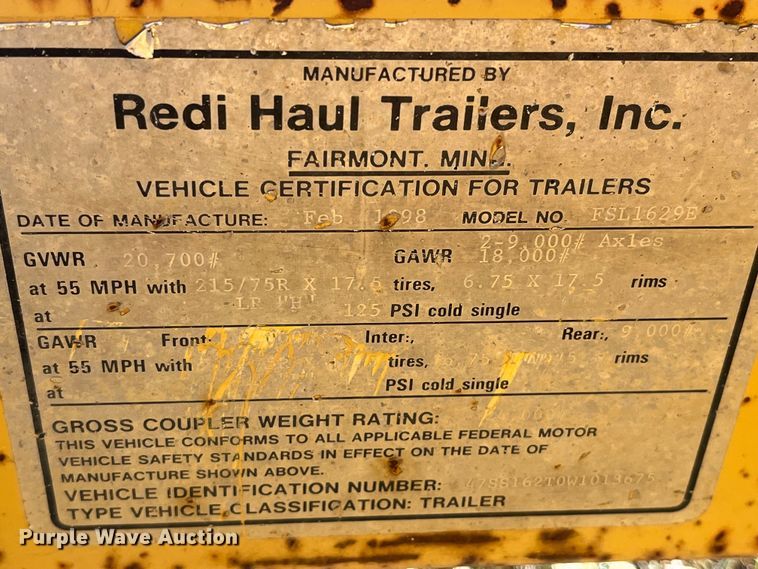 MANUFACTURED BY
Redi Haul Trailers, Inc.
FAIRMONT, MINN.
VEHICLE CERTIFICATION FOR TRAILERS
DATE OF MANUFACTURE: Feb. 1998 MODEL NO. FSL1629E
2-9,000# Axles
GVWR 20,700# GAWR 18,000#
at 55 MPH with 215/75R X 17.5 tires, 6.75 X 17.5 rims
LR "H" at 125 PSI cold single
GAWR Front: Inter:, Rear:, 9,000#
at 55 MPH with tires, rims
at PSI cold single
GROSS COUPLER WEIGHT RATING:
THIS VEHICLE CONFORMS TO ALL APPLICABLE FEDERAL MOTOR
VEHICLE SAFETY STANDARDS IN EFFECT ON THE DATE OF
MANUFACTURE SHOWN ABOVE.
VEHICLE IDENTIFICATION NUMBER: 47SS162T0W1013675
TYPE VEHICLE CLASSIFICATION: TRAILER
Purple Wave Auction